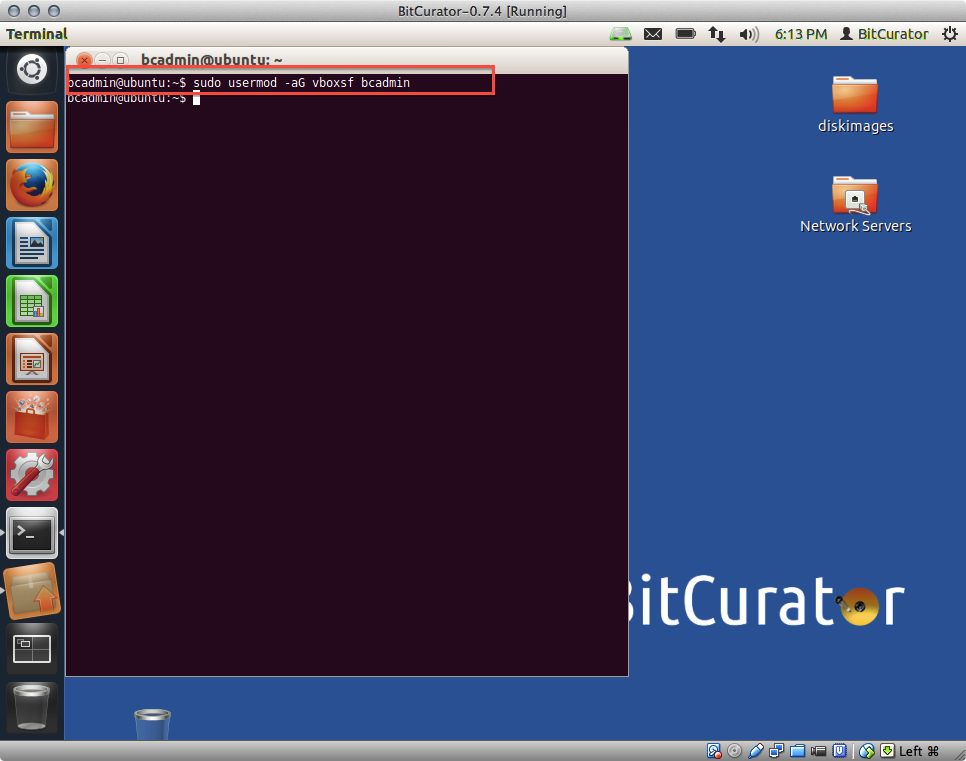 BitCurator-0.7.4 [Running]
Terminal
6:13 PM
BitCurator
bcadmin@ubuntu: ~
bcadmin@ubuntu:~$ sudo usermod -aG vboxsf bcadmin
bcadmin@ubuntu:~$
diskimages
Network Servers
BitCurator
Left ⌘